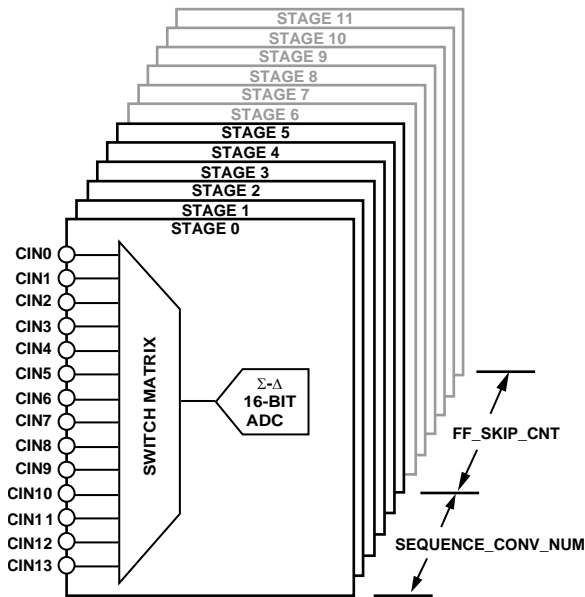 STAGE 11
STAGE 10
STAGE 9
STAGE 8
STAGE 7
STAGE 6
STAGE 5
STAGE 4
STAGE 3
STAGE 2
STAGE 1
STAGE 0
CIN0
CIN1
CIN2
CIN3
CIN4
CIN5
CIN6
CIN7
CIN8
CIN9
CIN10
CIN11
CIN12
CIN13
SWITCH MATRIX
Σ-Δ
16-BIT
ADC
FF_SKIP_CNT
SEQUENCE_CONV_NUM